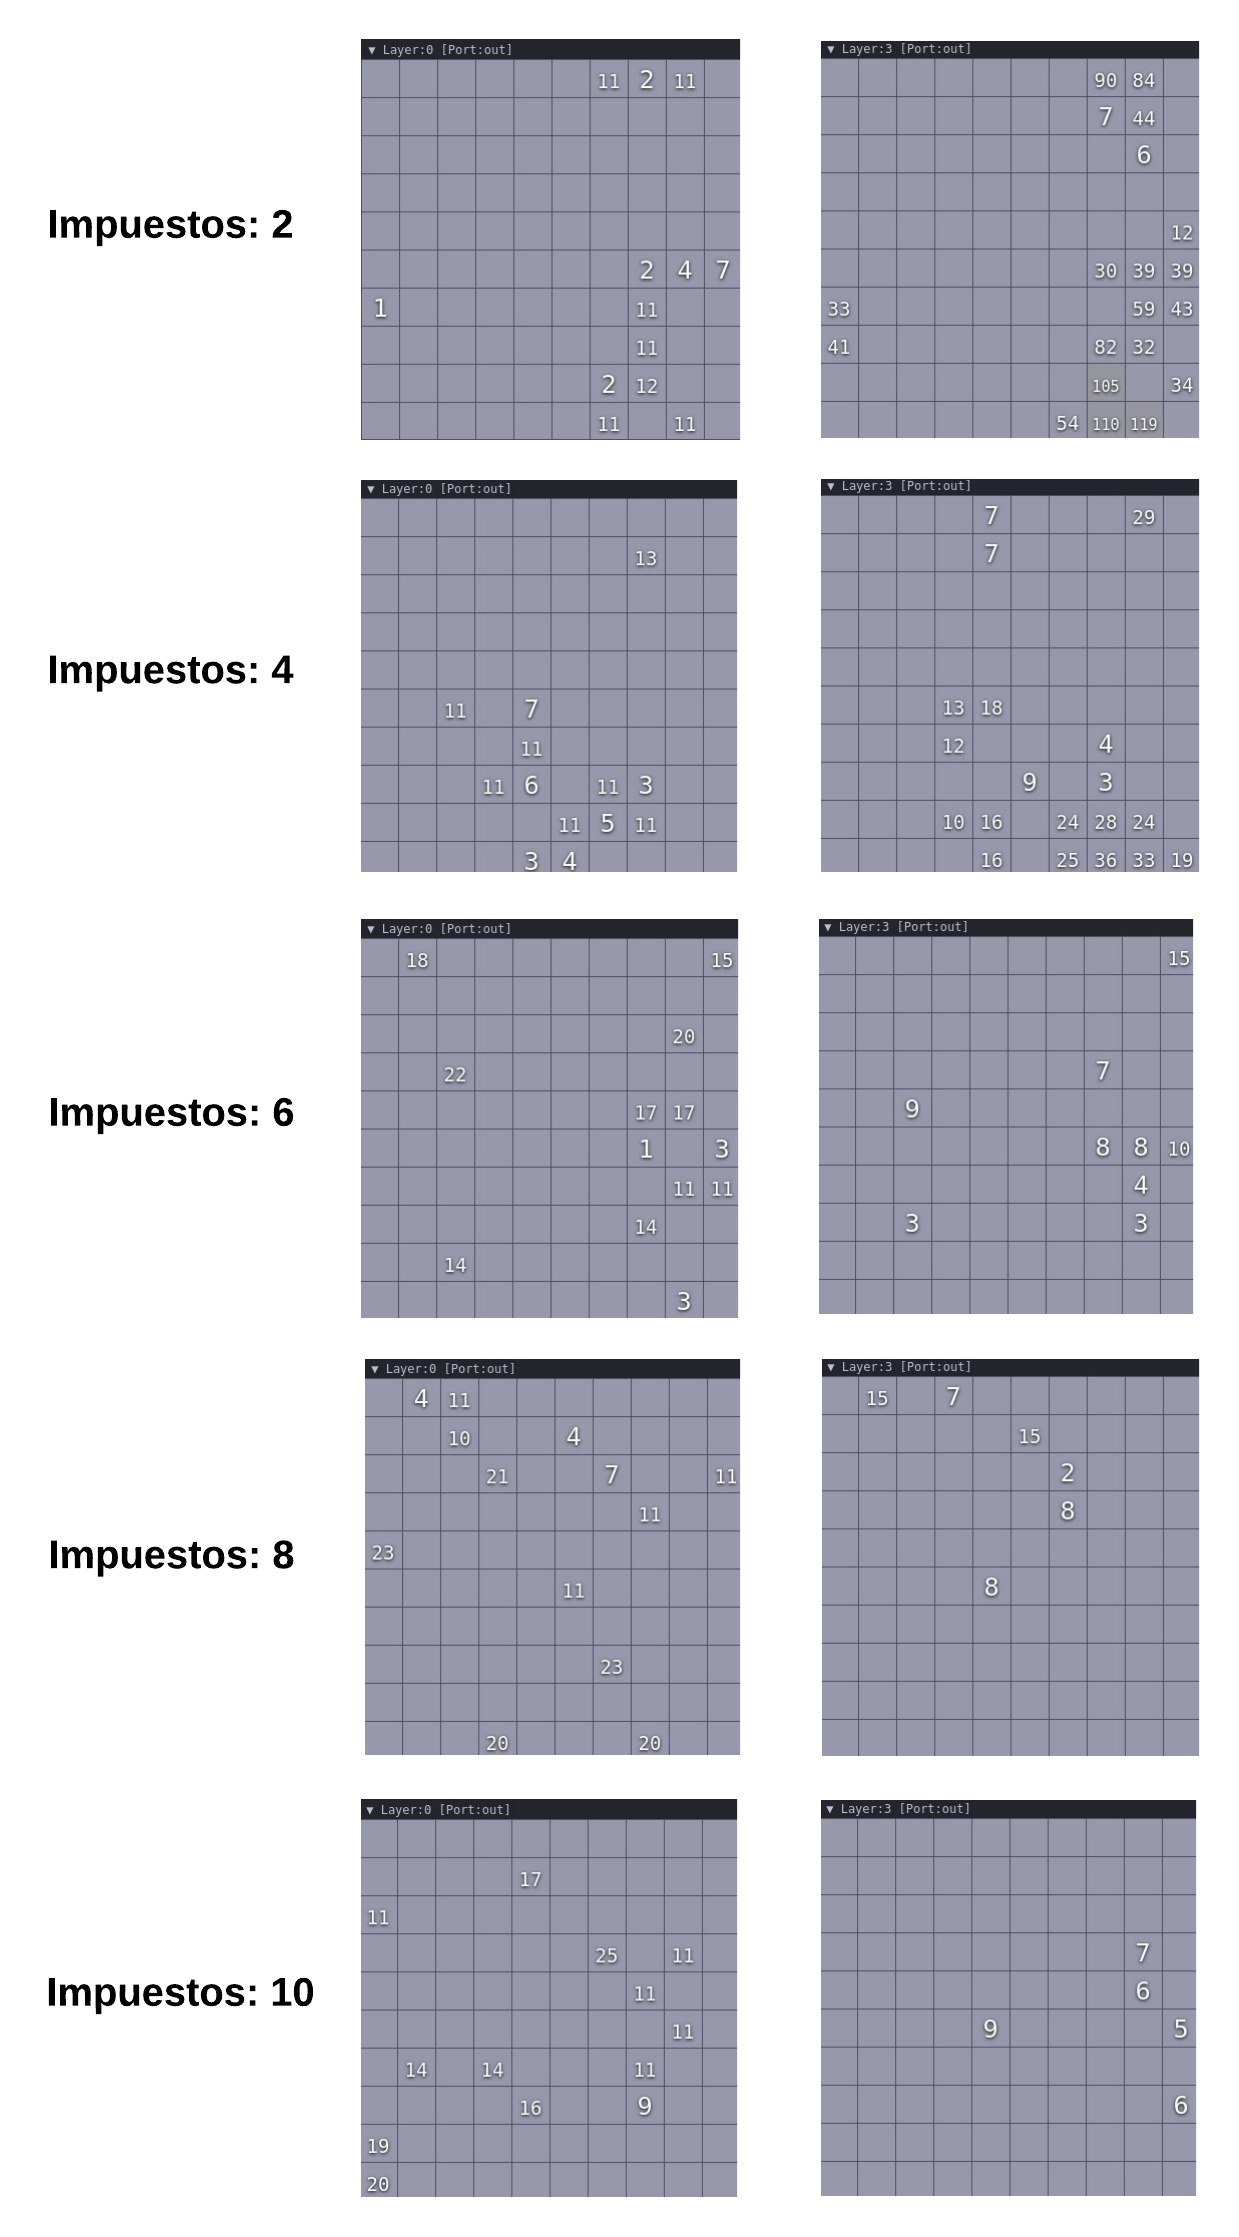 ▼ Layer:0 [Port:out]
11 2 11
2 4 7
1 11
11
2 12
11 11
▼ Layer:3 [Port:out]
90 84
7 44
6
12
30 39 39
33 59 43
41 82 32
105 34
54 110 119
Impuestos: 2
▼ Layer:0 [Port:out]
13
11 7
11
11 6 11 3
11 5 11
3 4
▼ Layer:3 [Port:out]
7 29
7
13 18
12 4
9 3
10 16 24 28 24
16 25 36 33 19
Impuestos: 4
▼ Layer:0 [Port:out]
18 15
20
22
17 17
1 3
11 11
14
14
3
▼ Layer:3 [Port:out]
15
7
9
8 8 10
4
3 3
Impuestos: 6
▼ Layer:0 [Port:out]
4 11
10 4
21 7 11
11
23
11
23
20 20
▼ Layer:3 [Port:out]
15 7
15
2
8
8
Impuestos: 8
▼ Layer:0 [Port:out]
17
11
25 11
11
11
14 14 11
16 9
19
20
▼ Layer:3 [Port:out]
7
6
9 5
6
Impuestos: 10